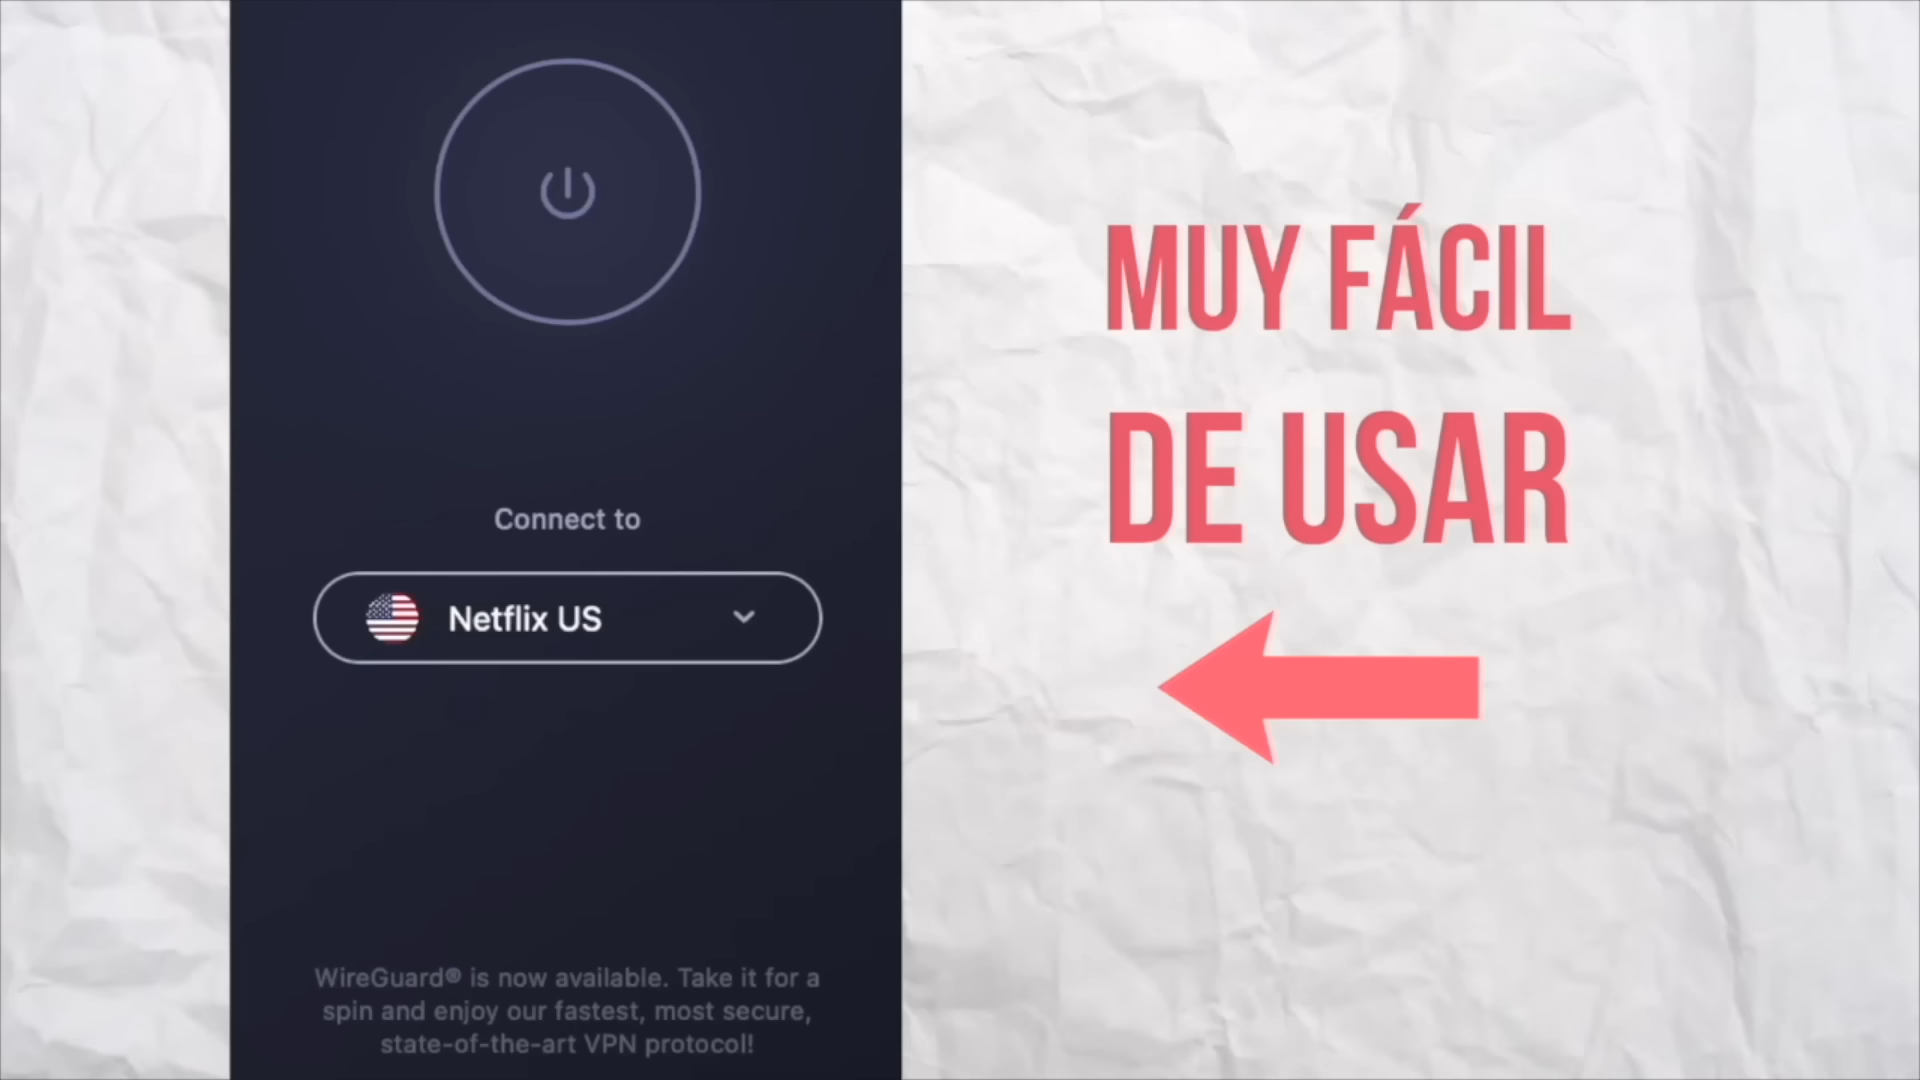 Connect to
Netflix US
WireGuard® is now available. Take it for a
spin and enjoy our fastest, most secure,
state-of-the-art VPN protocol!
MUY FÁCIL
DE USAR